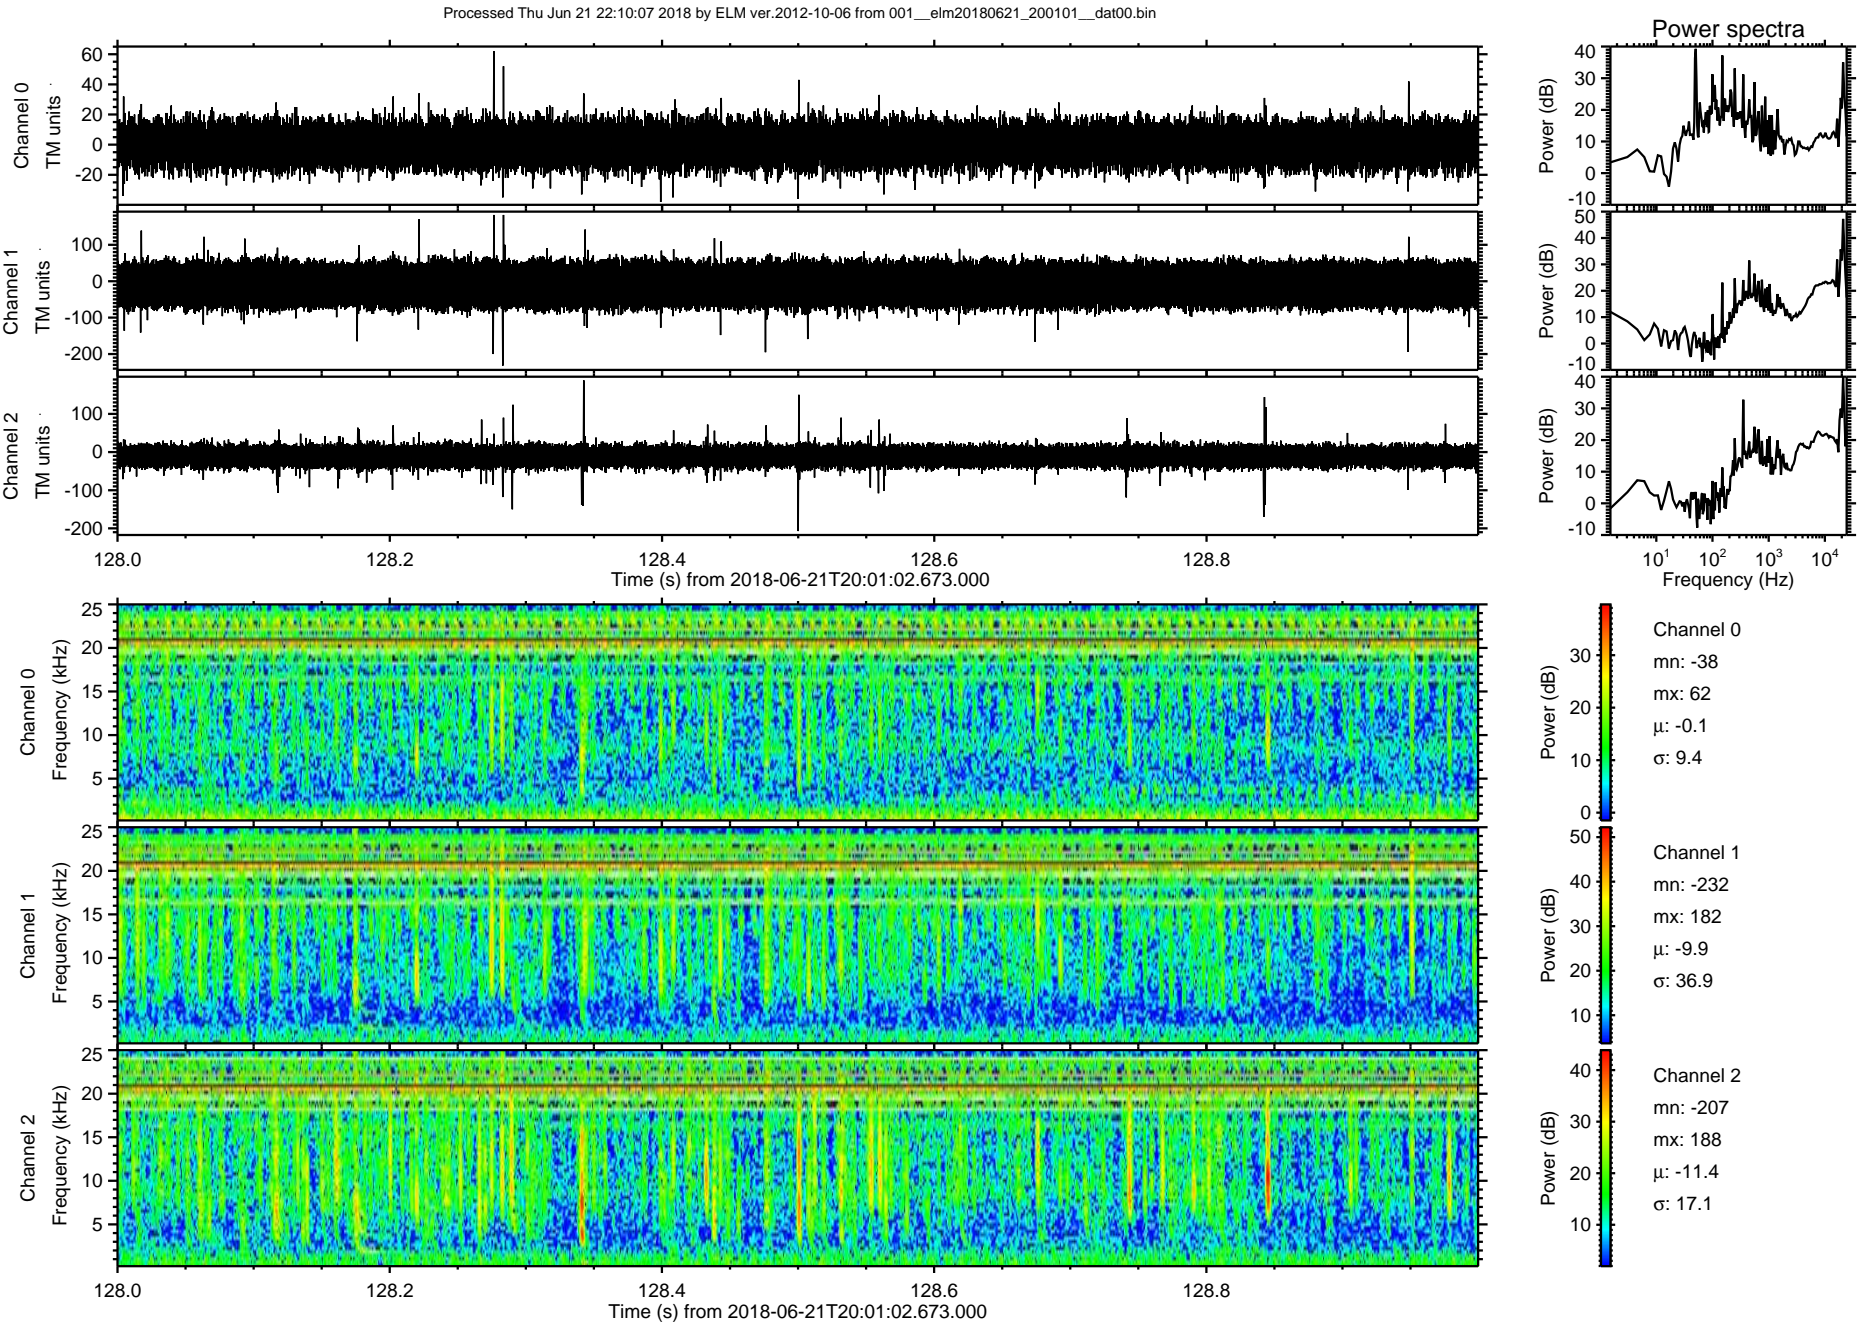 Processed Thu Jun 21 22:10:07 2018 by ELM ver.2012-10-06 from 001__elm20180621_200101__dat00.bin
Power spectra
Channel 0
TM units
60
40
20
0
-20
Power (dB)
40
30
20
10
0
-10
Channel 1
TM units
100
0
-100
-200
Power (dB)
50
40
30
20
10
0
-10
Channel 2
TM units
100
0
-100
-200
Power (dB)
40
30
20
10
0
-10
128.0 128.2 128.4 128.6 128.8
Time (s) from 2018-06-21T20:01:02.673.000
10^1 10^2 10^3 10^4
Frequency (Hz)
Channel 0
Frequency (kHz)
25
20
15
10
5
Power (dB)
30
20
10
0
Channel 0
mn: -38
mx: 62
μ: -0.1
σ: 9.4
Channel 1
Frequency (kHz)
25
20
15
10
5
Power (dB)
50
40
30
20
10
Channel 1
mn: -232
mx: 182
μ: -9.9
σ: 36.9
Channel 2
Frequency (kHz)
25
20
15
10
5
Power (dB)
40
30
20
10
Channel 2
mn: -207
mx: 188
μ: -11.4
σ: 17.1
128.0 128.2 128.4 128.6 128.8
Time (s) from 2018-06-21T20:01:02.673.000